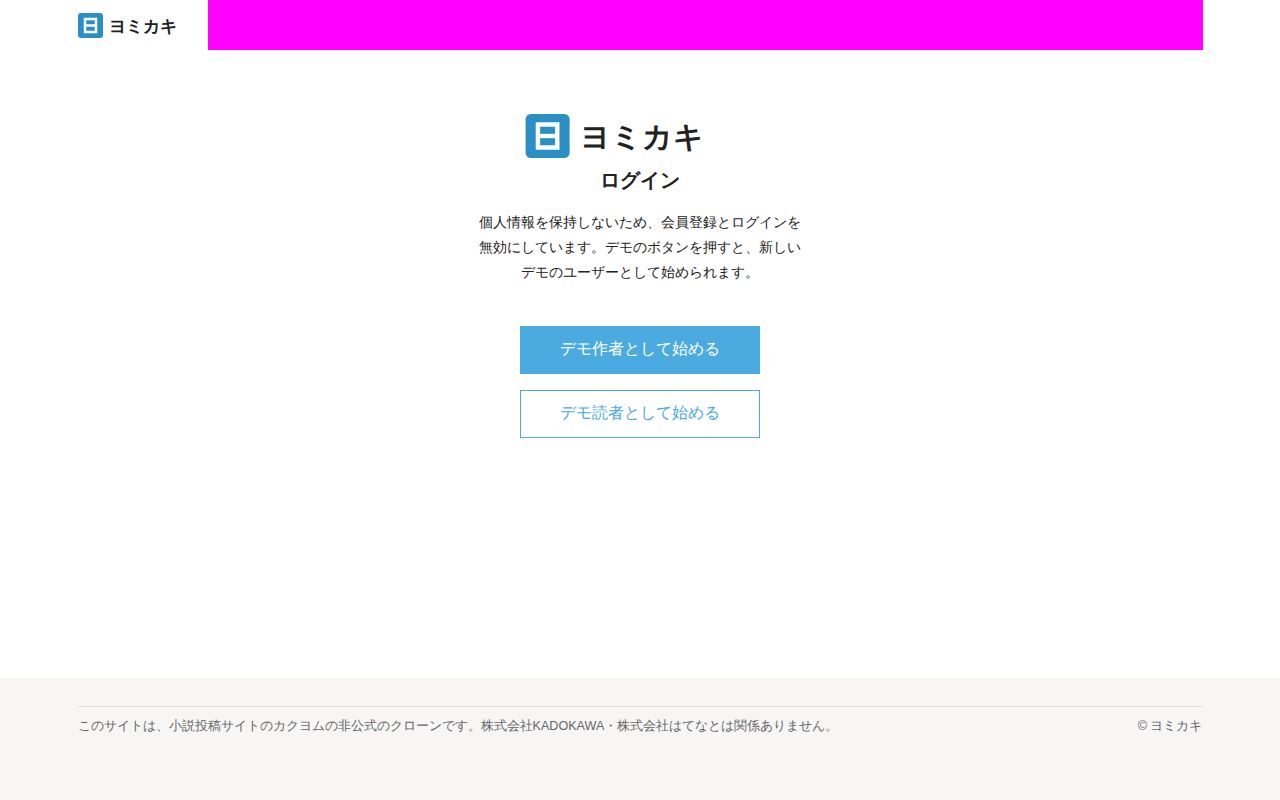 ヨミカキ
ヨミカキ
ログイン
個人情報を保持しないため、会員登録とログインを
無効にしています。デモのボタンを押すと、新しい
デモのユーザーとして始められます。
デモ作者として始める
デモ読者として始める
このサイトは、小説投稿サイトのカクヨムの非公式のクローンです。株式会社KADOKAWA・株式会社はてなとは関係ありません。
© ヨミカキ